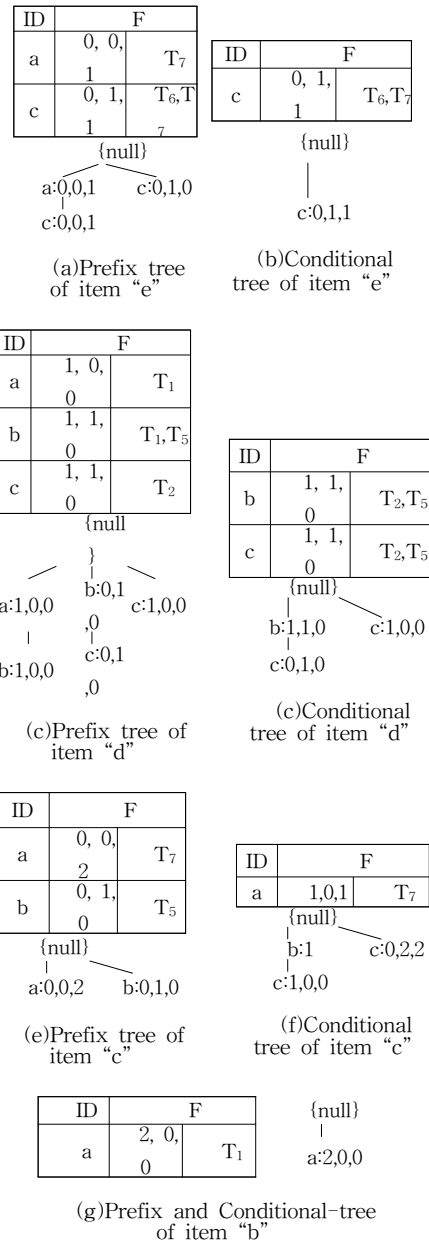 ID F
a 0, 0, 1 T7
c 0, 1, 1 T6,T7
{null}
a:0,0,1 c:0,1,0
c:0,0,1
(a)Prefix tree
of item “e”
ID F
c 0, 1, 1 T6,T7
{null}
c:0,1,1
(b)Conditional
tree of item “e”
ID F
a 1, 0, 0 T1
b 1, 1, 0 T1,T5
c 1, 1, 0 T2
{null
}
a:1,0,0 b:0,1,0 c:1,0,0
b:1,0,0 c:0,1,0
(c)Prefix tree of
item “d”
ID F
b 1, 1, 0 T2,T5
c 1, 1, 0 T2,T5
{null}
b:1,1,0 c:1,0,0
c:0,1,0
(c)Conditional
tree of item “d”
ID F
a 0, 0, 2 T7
b 0, 1, 0 T5
{null}
a:0,0,2 b:0,1,0
(e)Prefix tree of
item “c”
ID F
a 1,0,1 T7
{null}
b:1 c:0,2,2
c:1,0,0
(f)Conditional
tree of item “c”
ID F
a 2, 0, 0 T1
{null}
a:2,0,0
(g)Prefix and Conditional-tree
of item “b”